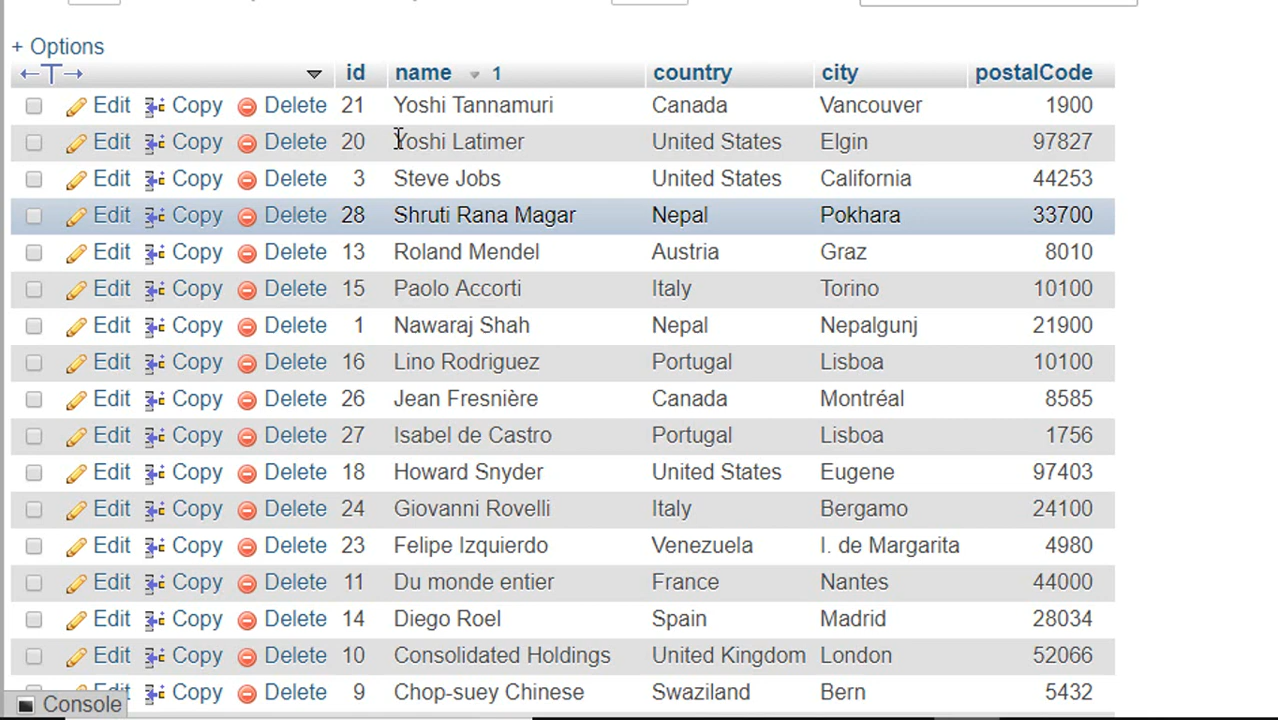 + Options
←T→ id name 1 country city postalCode
Edit Copy Delete 21 Yoshi Tannamuri Canada Vancouver 1900
Edit Copy Delete 20 Yoshi Latimer United States Elgin 97827
Edit Copy Delete 3 Steve Jobs United States California 44253
Edit Copy Delete 28 Shruti Rana Magar Nepal Pokhara 33700
Edit Copy Delete 13 Roland Mendel Austria Graz 8010
Edit Copy Delete 15 Paolo Accorti Italy Torino 10100
Edit Copy Delete 1 Nawaraj Shah Nepal Nepalgunj 21900
Edit Copy Delete 16 Lino Rodriguez Portugal Lisboa 10100
Edit Copy Delete 26 Jean Fresnière Canada Montréal 8585
Edit Copy Delete 27 Isabel de Castro Portugal Lisboa 1756
Edit Copy Delete 18 Howard Snyder United States Eugene 97403
Edit Copy Delete 24 Giovanni Rovelli Italy Bergamo 24100
Edit Copy Delete 23 Felipe Izquierdo Venezuela I. de Margarita 4980
Edit Copy Delete 11 Du monde entier France Nantes 44000
Edit Copy Delete 14 Diego Roel Spain Madrid 28034
Edit Copy Delete 10 Consolidated Holdings United Kingdom London 52066
Edit Copy Delete 9 Chop-suey Chinese Swaziland Bern 5432
Console